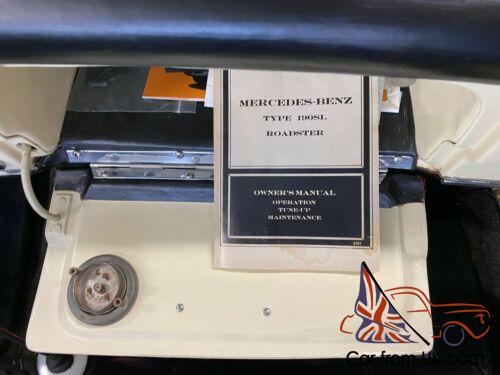 MERCEDES-BENZ
TYPE 190SL
ROADSTER
OWNER'S MANUAL
OPERATION
TUNE-UP
MAINTENANCE
Car-from-UK.com